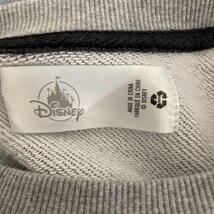 Disney
MADE IN CHINA
FABRIQUÉ EN CHINE
© DISNEY